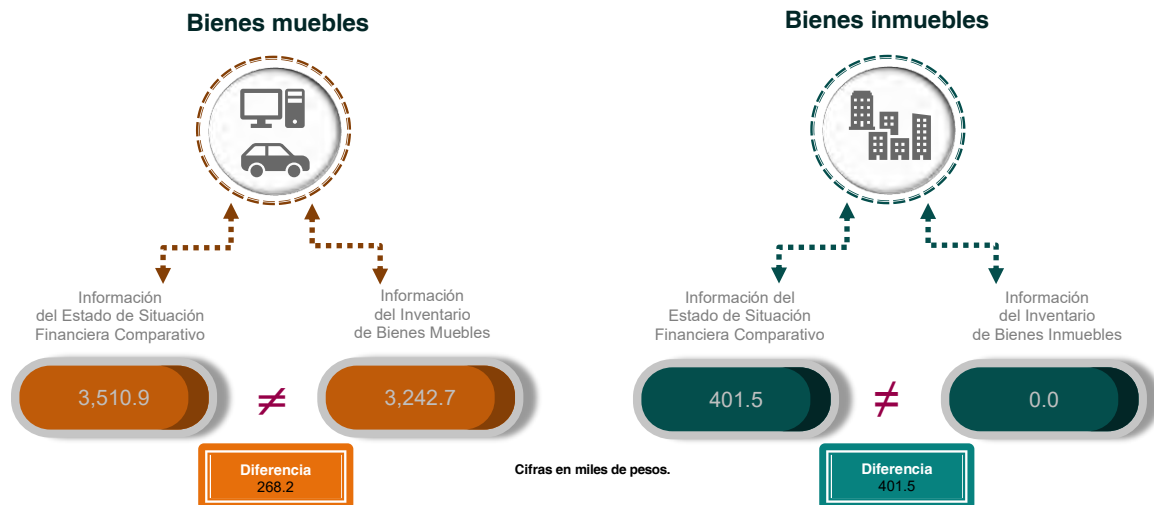 Bienes muebles
Información
del Estado de Situación
Financiera Comparativo
Información
del Inventario
de Bienes Muebles
3,510.9
≠
3,242.7
Diferencia
268.2
Cifras en miles de pesos.
Bienes inmuebles
Información del
Estado de Situación
Financiera Comparativo
Información
del Inventario
de Bienes Inmuebles
401.5
≠
0.0
Diferencia
401.5